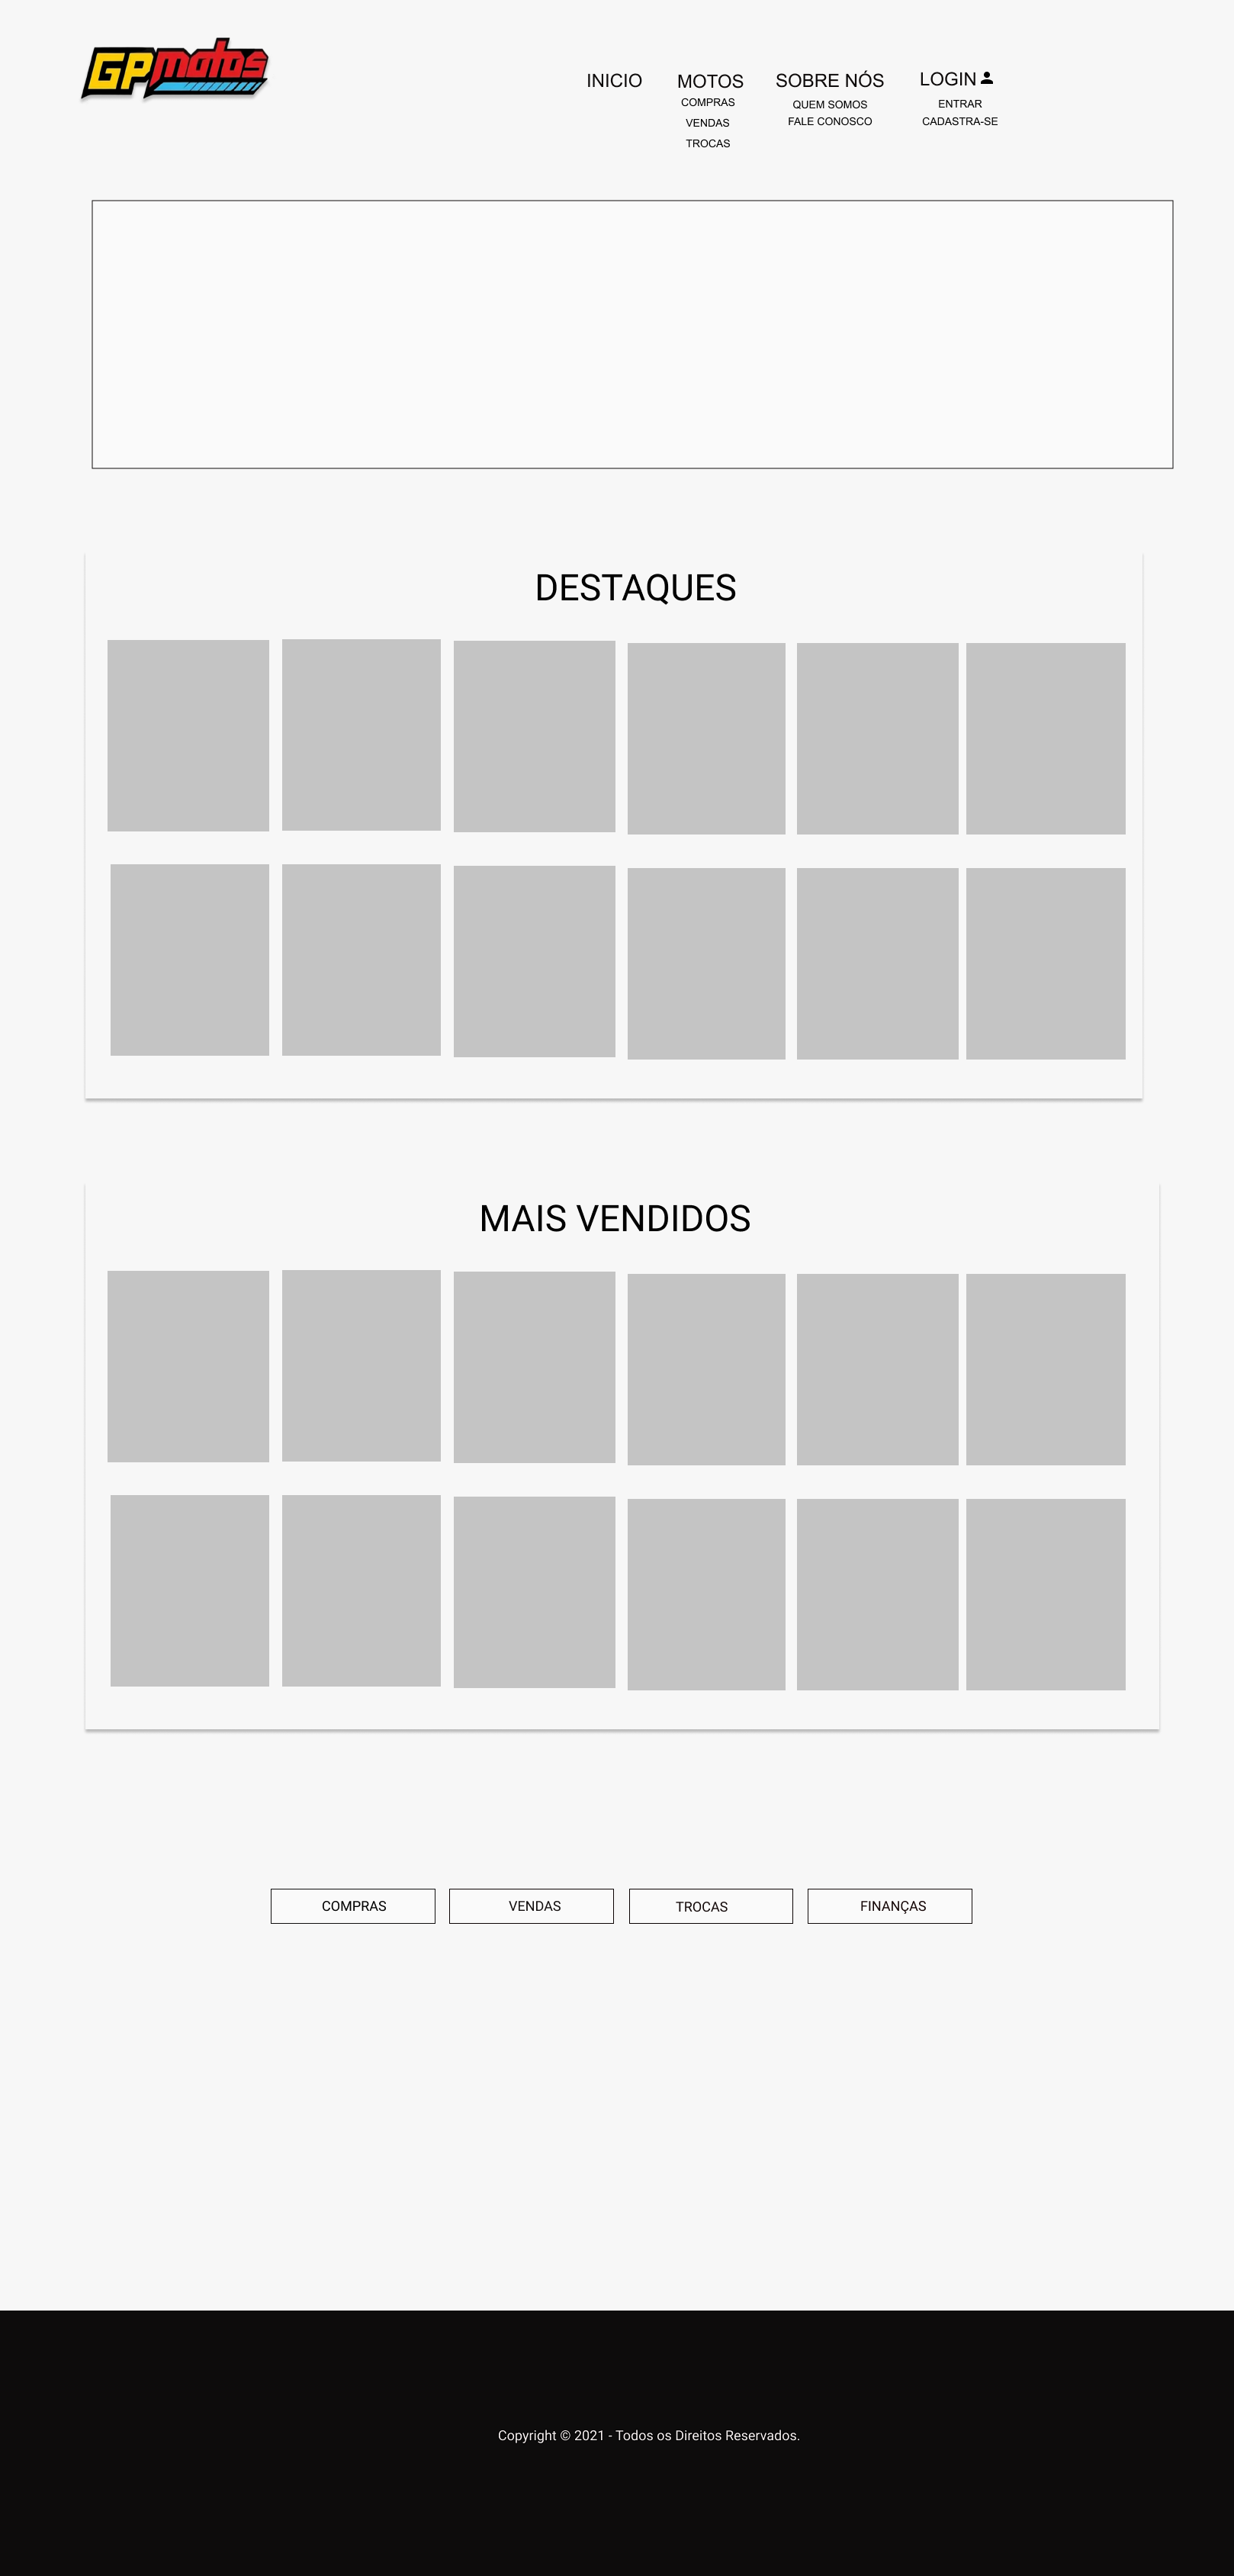 GPmotos
INICIO
MOTOS
COMPRAS
VENDAS
TROCAS
SOBRE NÓS
QUEM SOMOS
FALE CONOSCO
LOGIN
ENTRAR
CADASTRA-SE
DESTAQUES
MAIS VENDIDOS
COMPRAS
VENDAS
TROCAS
FINANÇAS
Copyright © 2021 - Todos os Direitos Reservados.